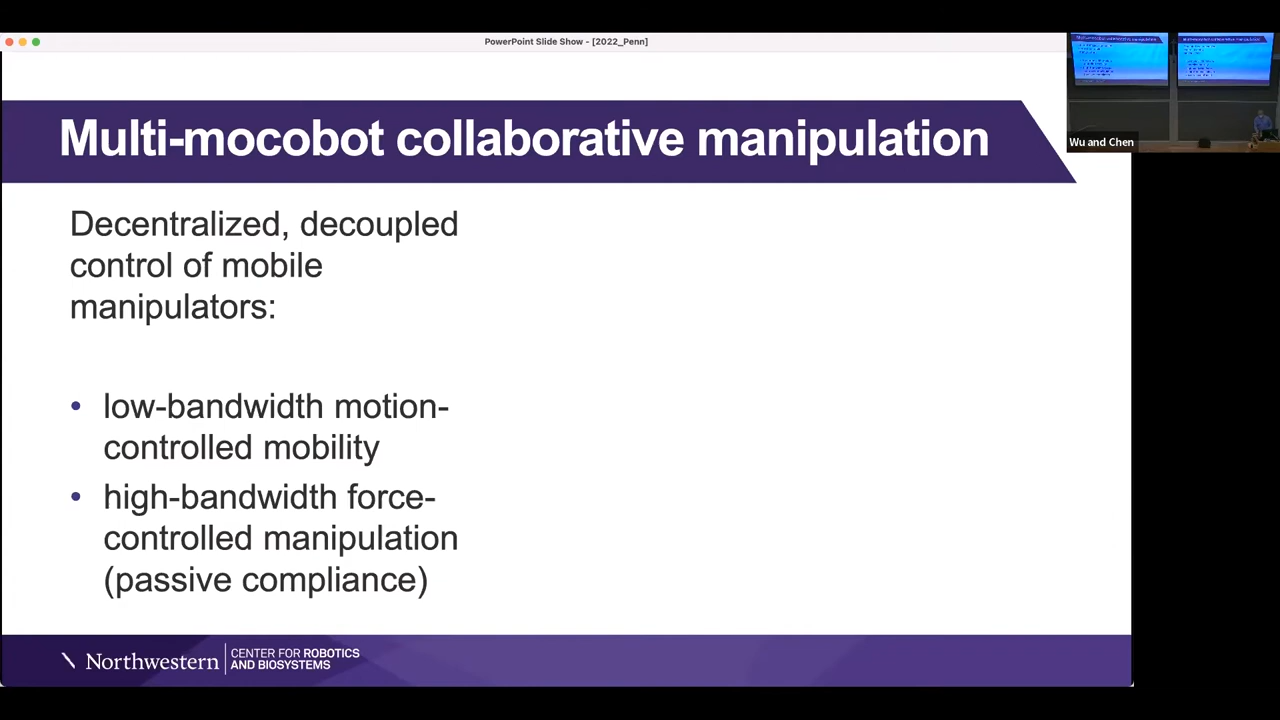 PowerPoint Slide Show - [2022_Penn]
Multi-mocobot collaborative manipulation
Wu and Chen
Decentralized, decoupled
control of mobile
manipulators:
• low-bandwidth motion-
controlled mobility
• high-bandwidth force-
controlled manipulation
(passive compliance)
Northwestern
CENTER FOR ROBOTICS
AND BIOSYSTEMS